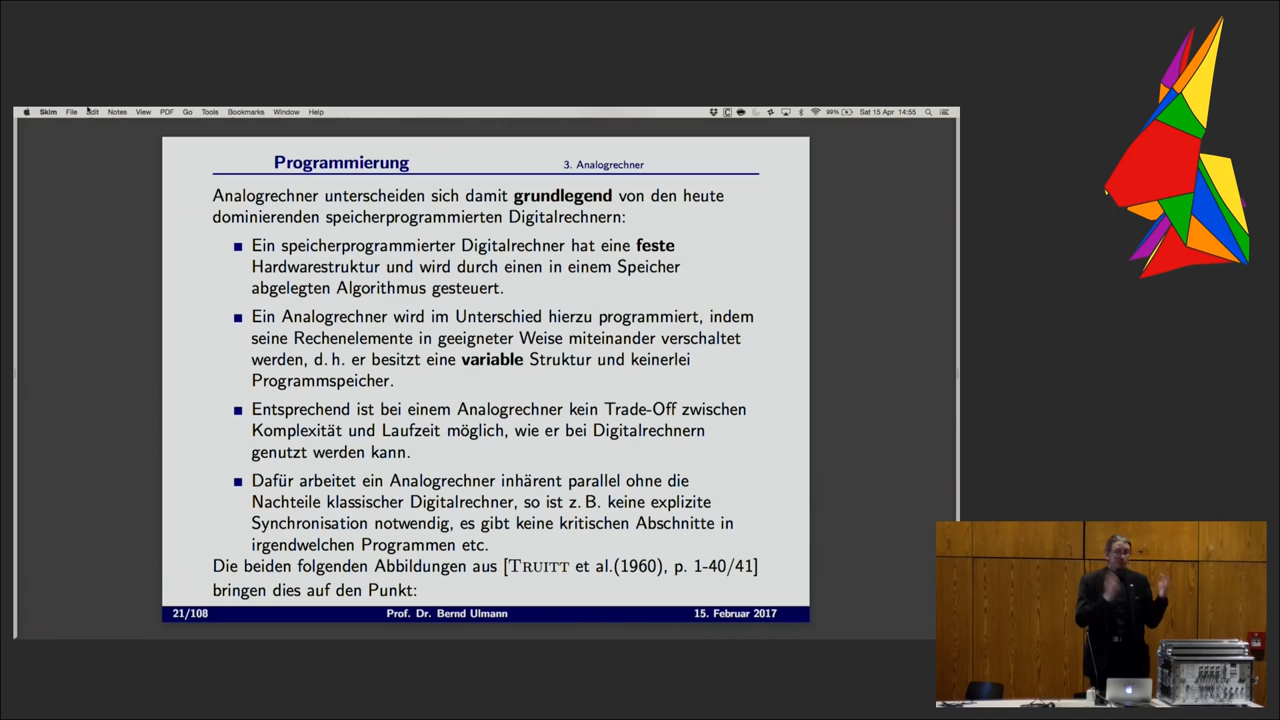 Skim File Edit Notes View PDF Go Tools Bookmarks Window Help 99% Sat 15 Apr 14:55
Programmierung 3. Analogrechner
Analogrechner unterscheiden sich damit grundlegend von den heute
dominierenden speicherprogrammierten Digitalrechnern:
Ein speicherprogrammierter Digitalrechner hat eine feste
Hardwarestruktur und wird durch einen in einem Speicher
abgelegten Algorithmus gesteuert.
Ein Analogrechner wird im Unterschied hierzu programmiert, indem
seine Rechenelemente in geeigneter Weise miteinander verschaltet
werden, d. h. er besitzt eine variable Struktur und keinerlei
Programmspeicher.
Entsprechend ist bei einem Analogrechner kein Trade-Off zwischen
Komplexität und Laufzeit möglich, wie er bei Digitalrechnern
genutzt werden kann.
Dafür arbeitet ein Analogrechner inhärent parallel ohne die
Nachteile klassischer Digitalrechner, so ist z. B. keine explizite
Synchronisation notwendig, es gibt keine kritischen Abschnitte in
irgendwelchen Programmen etc.
Die beiden folgenden Abbildungen aus [TRUITT et al.(1960), p. 1-40/41]
bringen dies auf den Punkt:
21/108 Prof. Dr. Bernd Ulmann 15. Februar 2017